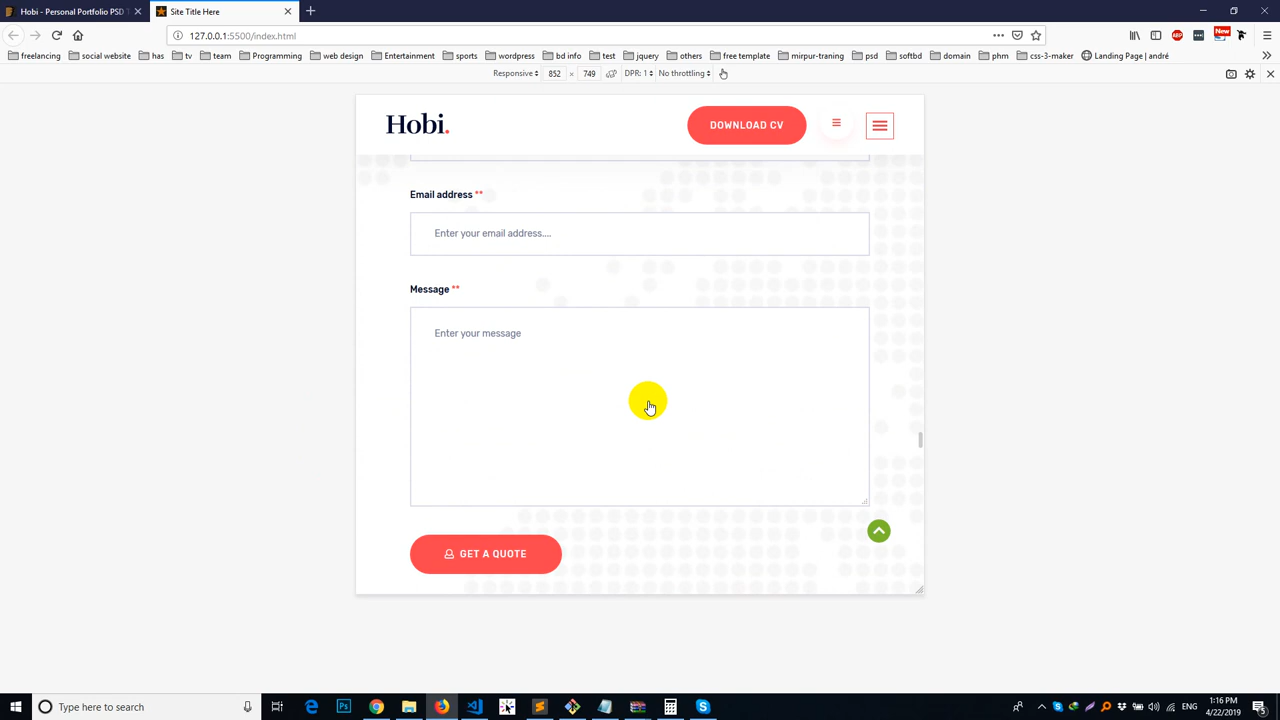 Hobi - Personal Portfolio PSD T
Site Title Here
127.0.0.1:5500/index.html
New
freelancing
social website
has
tv
team
Programming
web design
Entertainment
sports
wordpress
bd info
test
jquery
others
free template
mirpur-traning
psd
softbd
domain
phm
css-3-maker
Landing Page | andré
Responsive
852 × 749
DPR: 1
No throttling
Hobi.
DOWNLOAD CV
Email address **
Enter your email address....
Message **
Enter your message
GET A QUOTE
Type here to search
ENG
1:16 PM
4/22/2019
5